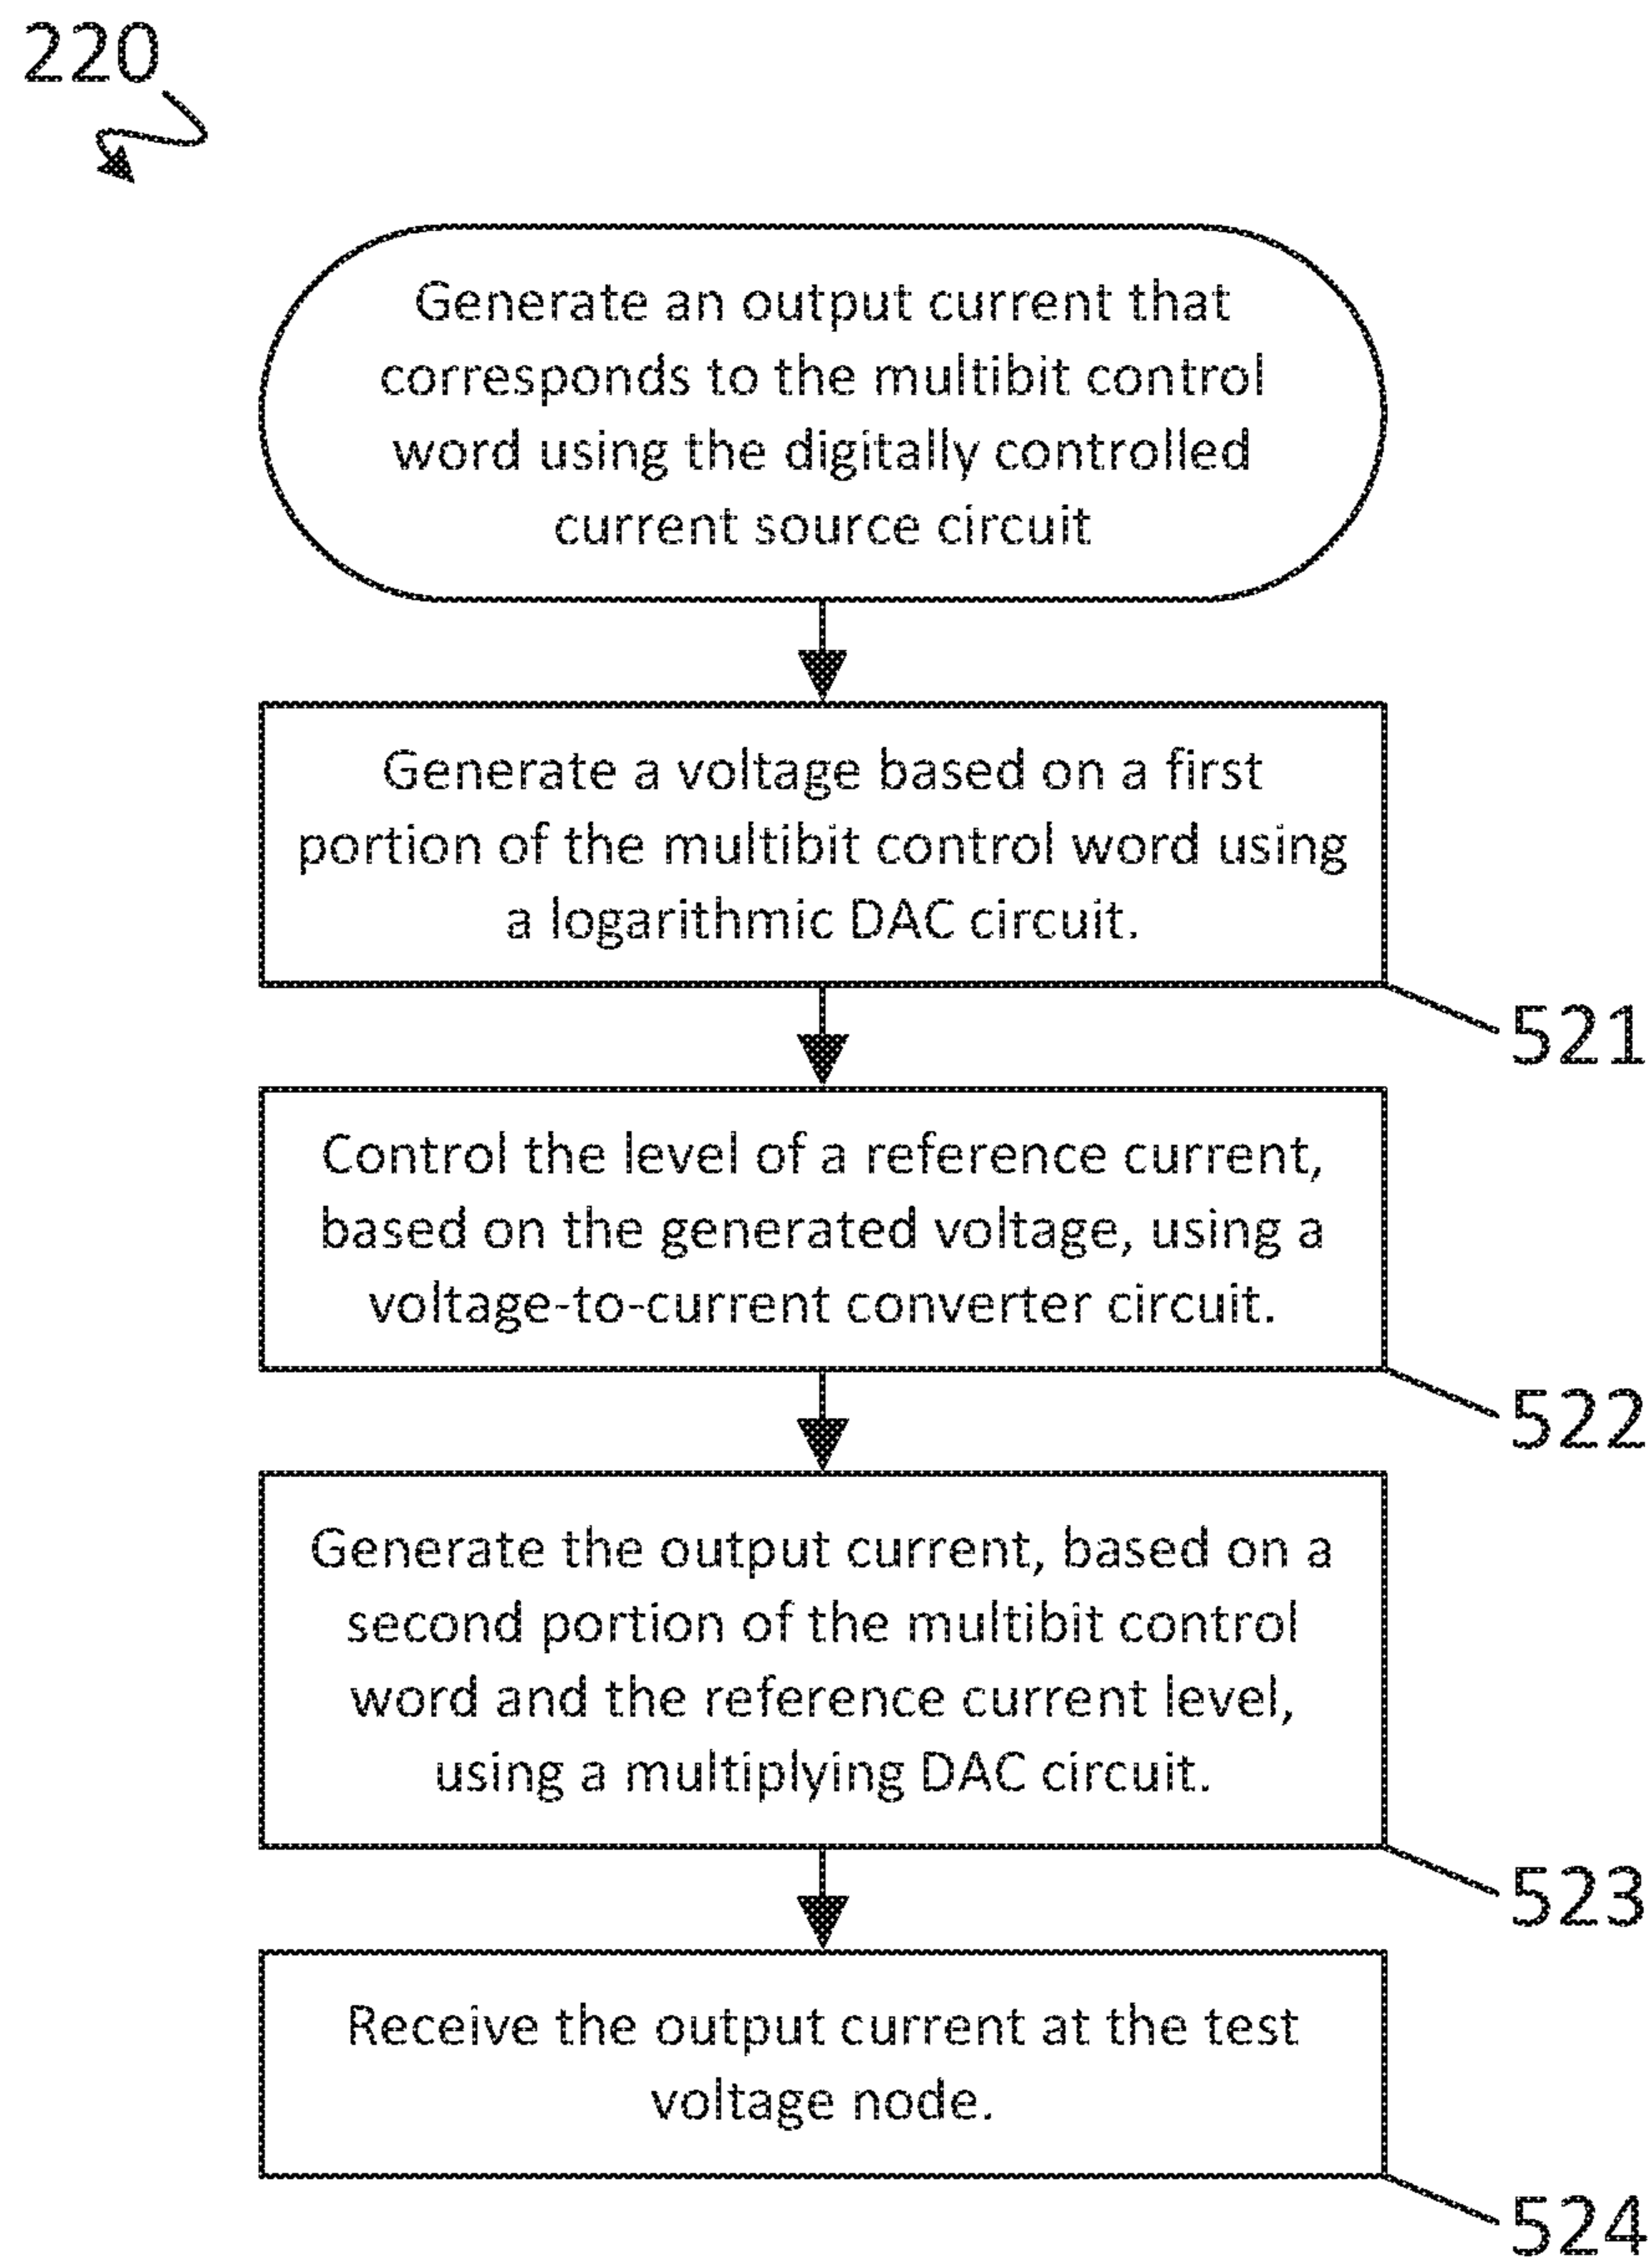 220
Generate an output current that
corresponds to the multibit control
word using the digitally controlled
current source circuit
Generate a voltage based on a first
portion of the multibit control word using
a logarithmic DAC circuit.
521
Control the level of a reference current,
based on the generated voltage, using a
voltage-to-current converter circuit.
522
Generate the output current, based on a
second portion of the multibit control
word and the reference current level,
using a multiplying DAC circuit.
523
Receive the output current at the test
voltage node.
524